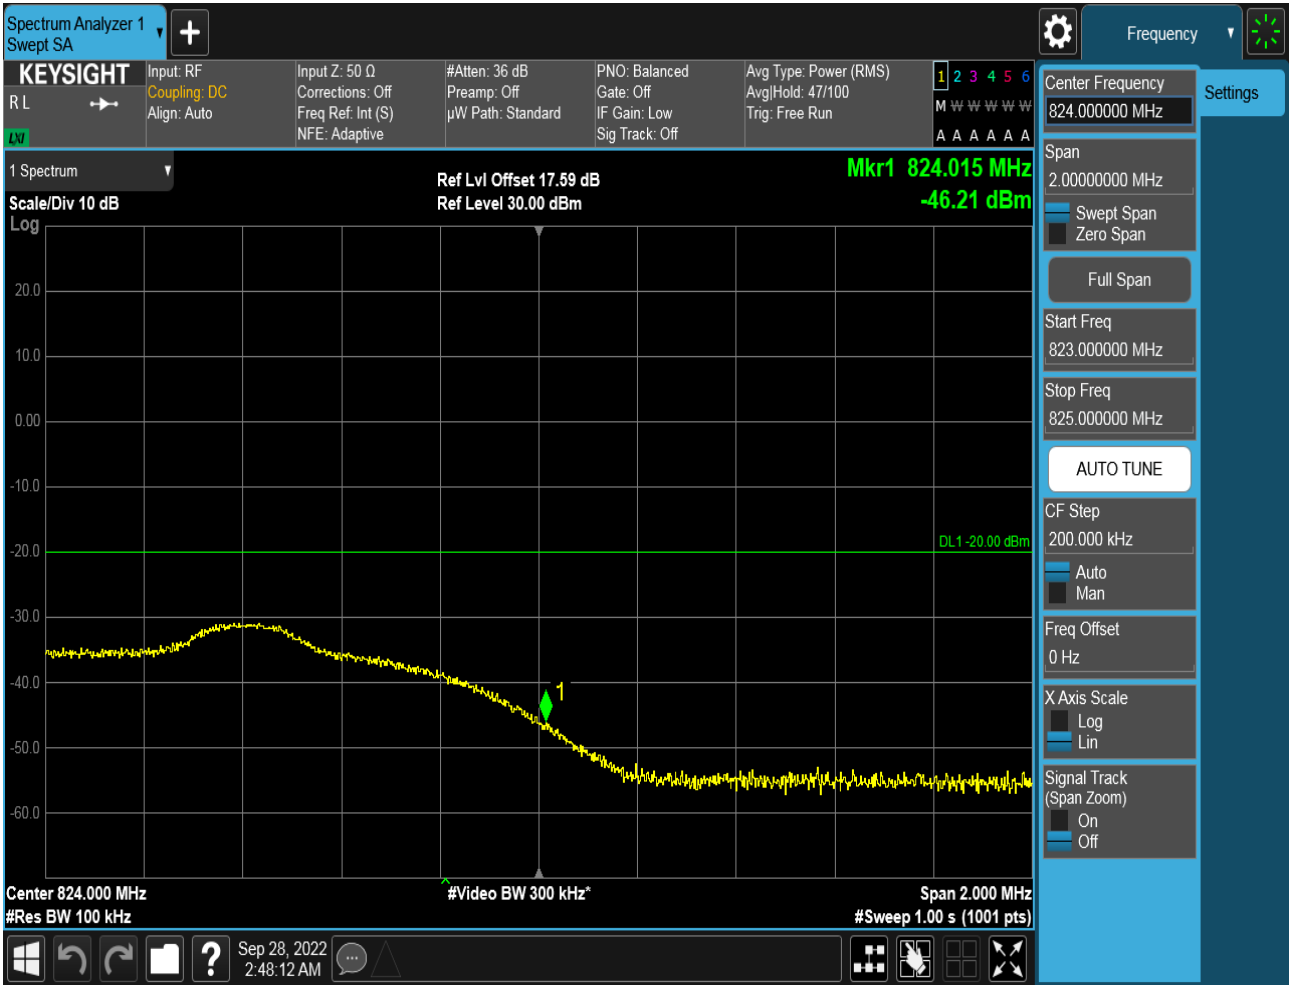 Spectrum Analyzer 1
Swept SA
Frequency
Settings
KEYSIGHT
R L
LXI
Input: RF
Coupling: DC
Align: Auto
Input Z: 50 Ω
Corrections: Off
Freq Ref: Int (S)
NFE: Adaptive
#Atten: 36 dB
Preamp: Off
µW Path: Standard
PNO: Balanced
Gate: Off
IF Gain: Low
Sig Track: Off
Avg Type: Power (RMS)
Avg|Hold: 47/100
Trig: Free Run
1 2 3 4 5 6
M W W W W W
A A A A A A
1 Spectrum
Scale/Div 10 dB
Log
Ref Lvl Offset 17.59 dB
Ref Level 30.00 dBm
Mkr1 824.015 MHz
-46.21 dBm
20.0
10.0
0.00
-10.0
-20.0
-30.0
-40.0
-50.0
-60.0
DL1 -20.00 dBm
1
Center 824.000 MHz
#Res BW 100 kHz
#Video BW 300 kHz*
Span 2.000 MHz
#Sweep 1.00 s (1001 pts)
Center Frequency
824.000000 MHz
Span
2.00000000 MHz
Swept Span
Zero Span
Full Span
Start Freq
823.000000 MHz
Stop Freq
825.000000 MHz
AUTO TUNE
CF Step
200.000 kHz
Auto
Man
Freq Offset
0 Hz
X Axis Scale
Log
Lin
Signal Track
(Span Zoom)
On
Off
?
Sep 28, 2022
2:48:12 AM